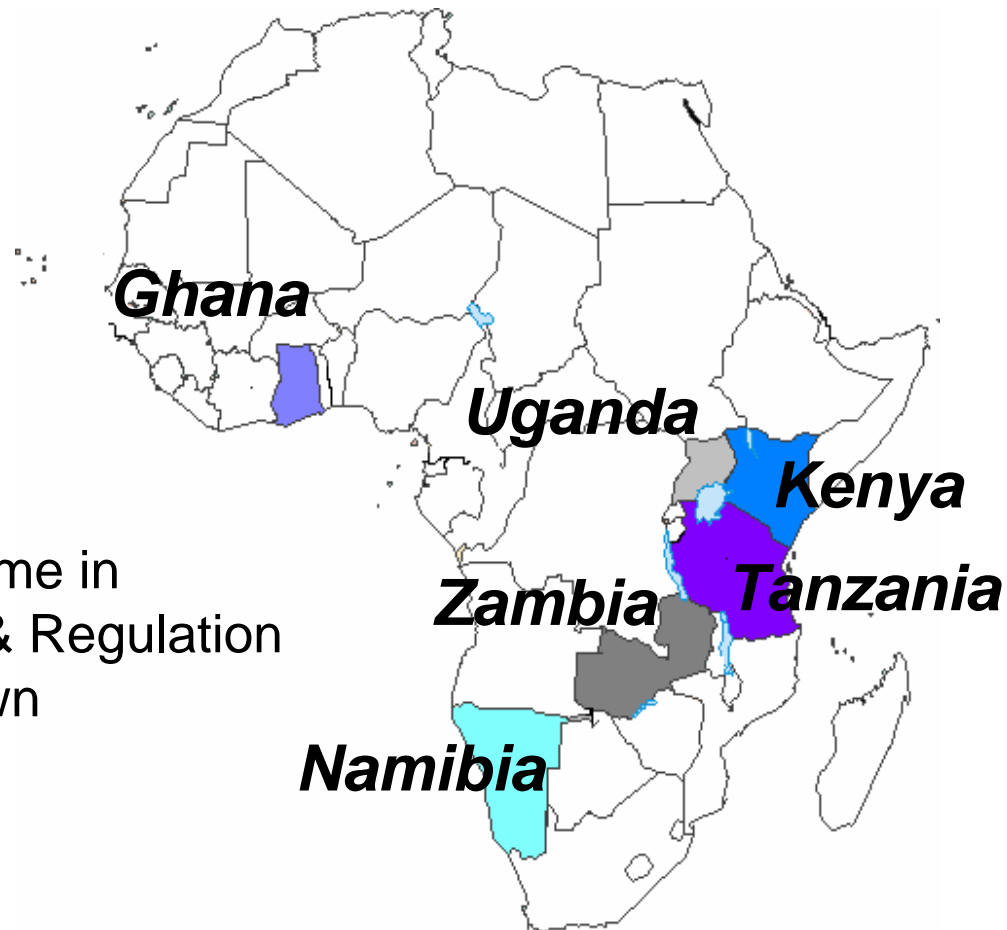 Ghana
Uganda
Kenya
me in
Zambia
Tanzania
& Regulation
wn
Namibia